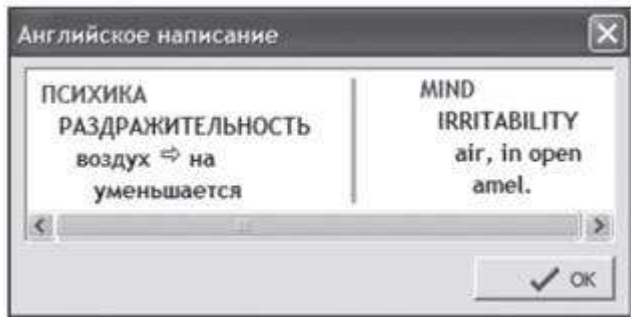 Английское написание
ПСИХИКА
РАЗДРАЖИТЕЛЬНОСТЬ
воздух ⇨ на
уменьшается
MIND
IRRITABILITY
air, in open
amel.
OK